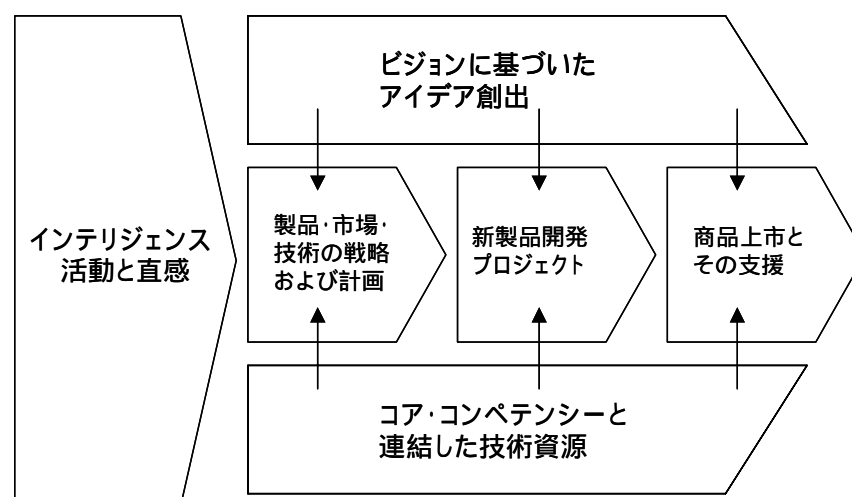 ビジョンに基づいた
アイデア創出
インテリジェンス
活動と直感
製品・市場・
技術の戦略
および計画
新製品開発
プロジェクト
商品上市と
その支援
コア・コンペテンシーと
連結した技術資源